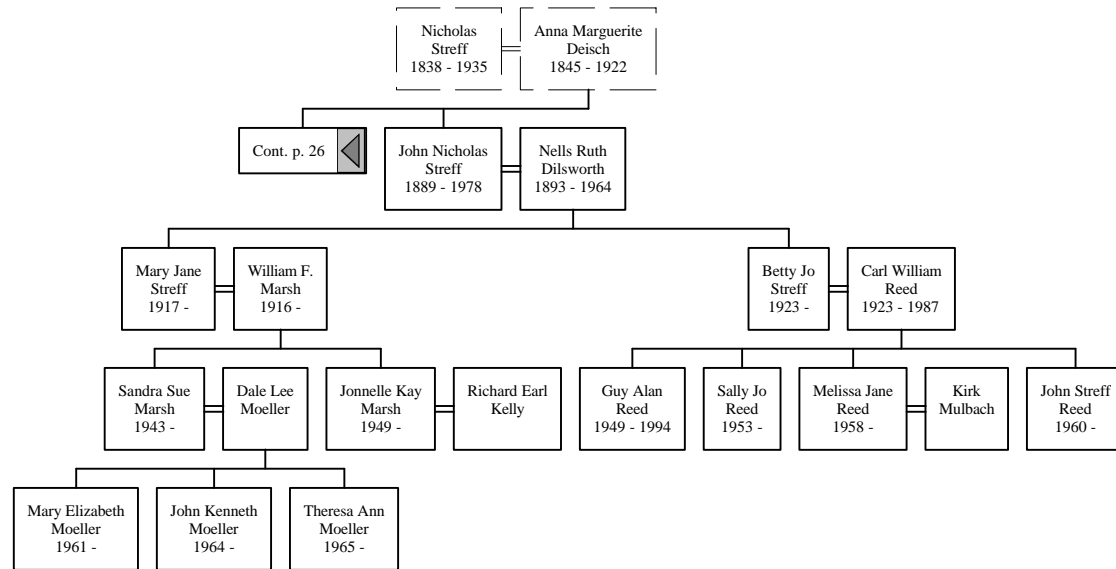 Nicholas
Streff
1838 - 1935
Anna Marguerite
Deisch
1845 - 1922
Cont. p. 26
John Nicholas
Streff
1889 - 1978
Nells Ruth
Dilsworth
1893 - 1964
Mary Jane
Streff
1917 -
William F.
Marsh
1916 -
Betty Jo
Streff
1923 -
Carl William
Reed
1923 - 1987
Sandra Sue
Marsh
1943 -
Dale Lee
Moeller
Jonnelle Kay
Marsh
1949 -
Richard Earl
Kelly
Guy Alan
Reed
1949 - 1994
Sally Jo
Reed
1953 -
Melissa Jane
Reed
1958 -
Kirk
Mulbach
John Streff
Reed
1960 -
Mary Elizabeth
Moeller
1961 -
John Kenneth
Moeller
1964 -
Theresa Ann
Moeller
1965 -